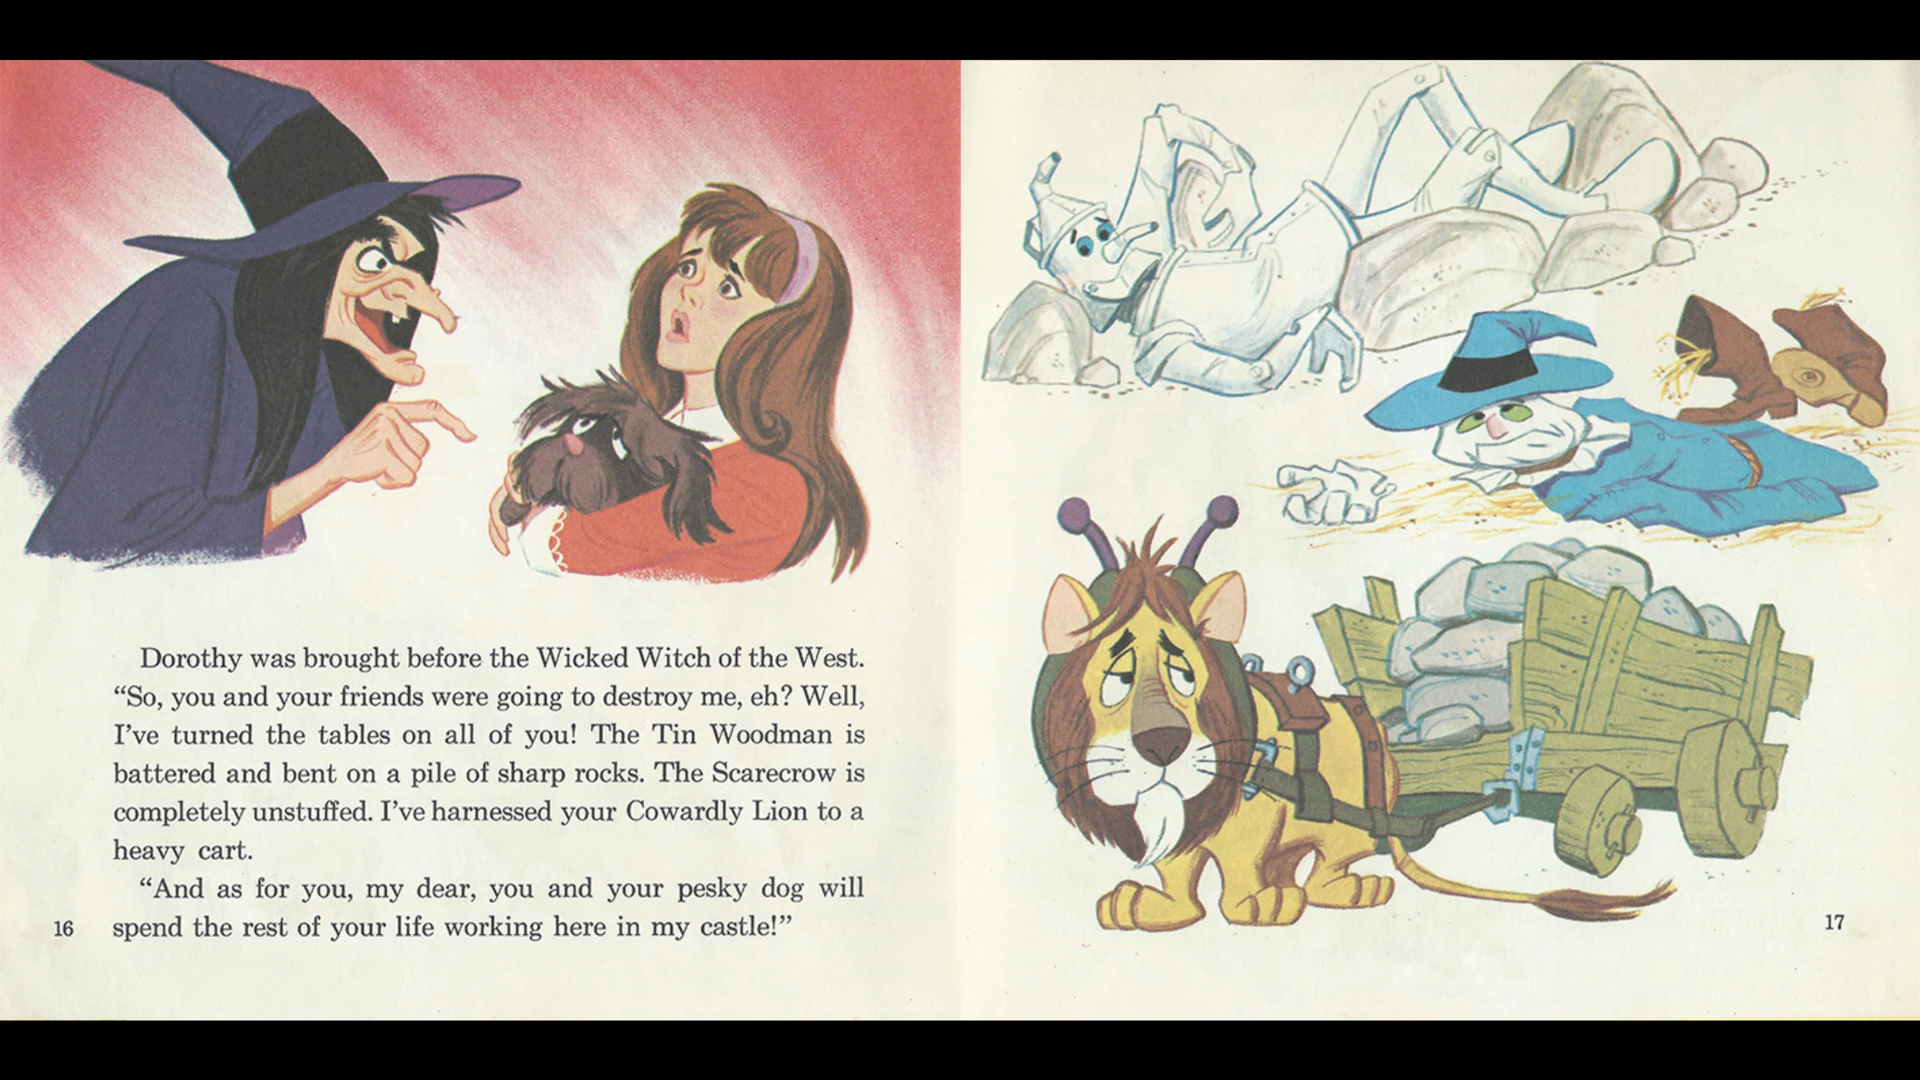 Dorothy was brought before the Wicked Witch of the West.
“So, you and your friends were going to destroy me, eh? Well,
I’ve turned the tables on all of you! The Tin Woodman is
battered and bent on a pile of sharp rocks. The Scarecrow is
completely unstuffed. I’ve harnessed your Cowardly Lion to a
heavy cart.
“And as for you, my dear, you and your pesky dog will
spend the rest of your life working here in my castle!”
16
17